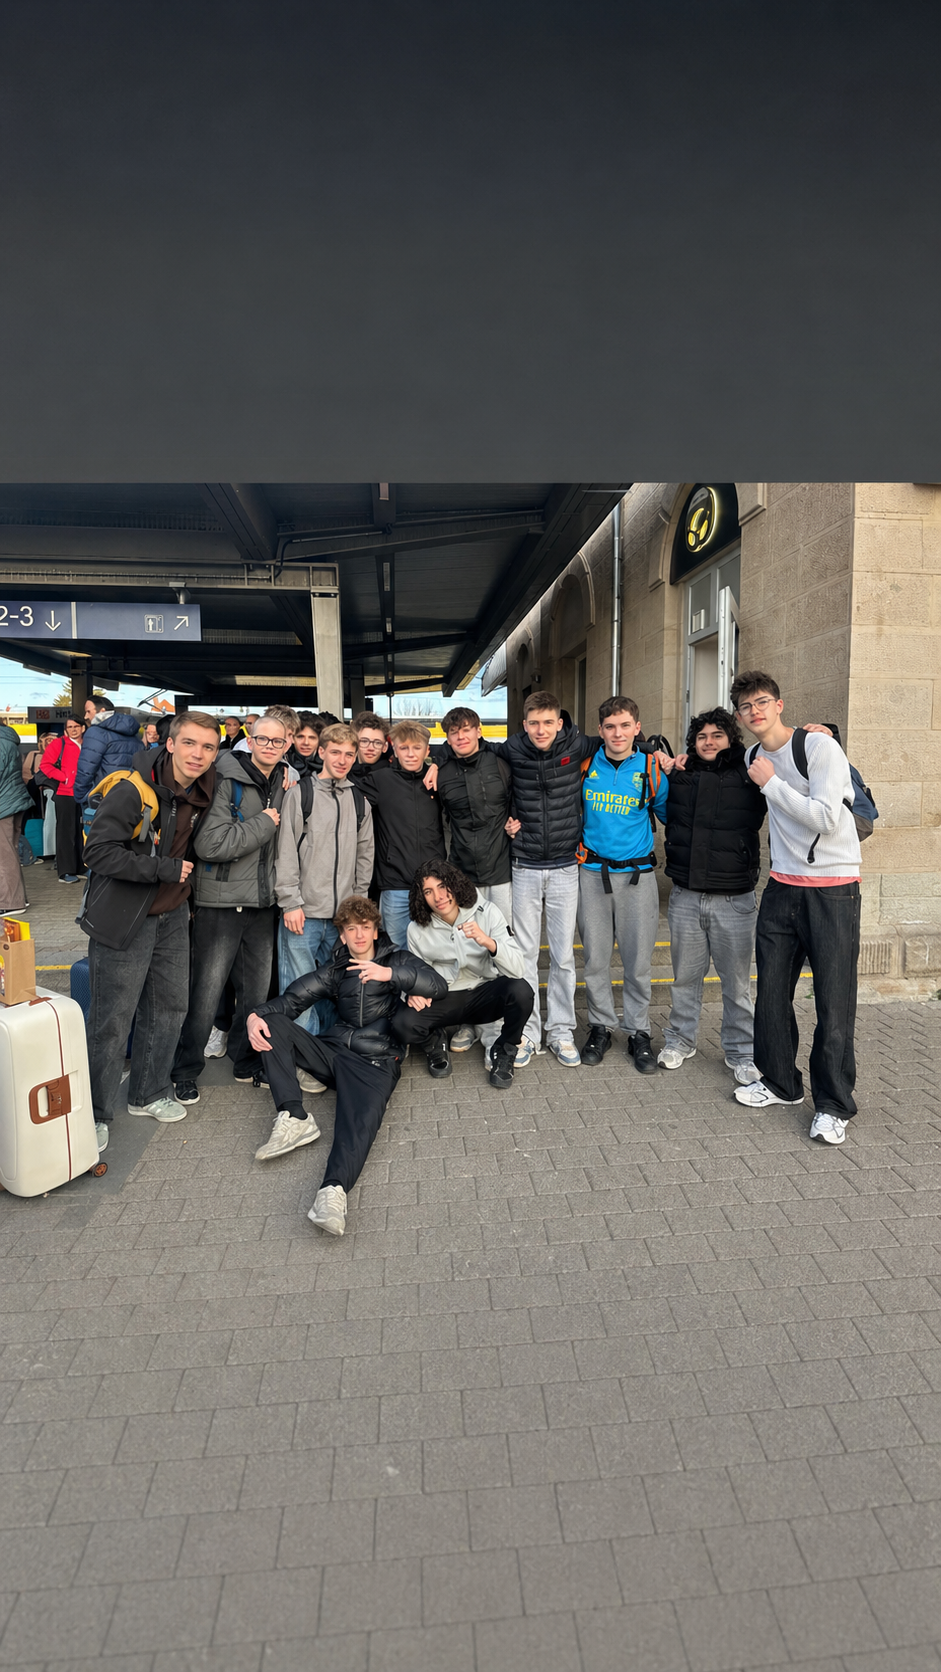 2-3 ↓
Emirates
FLY BETTER